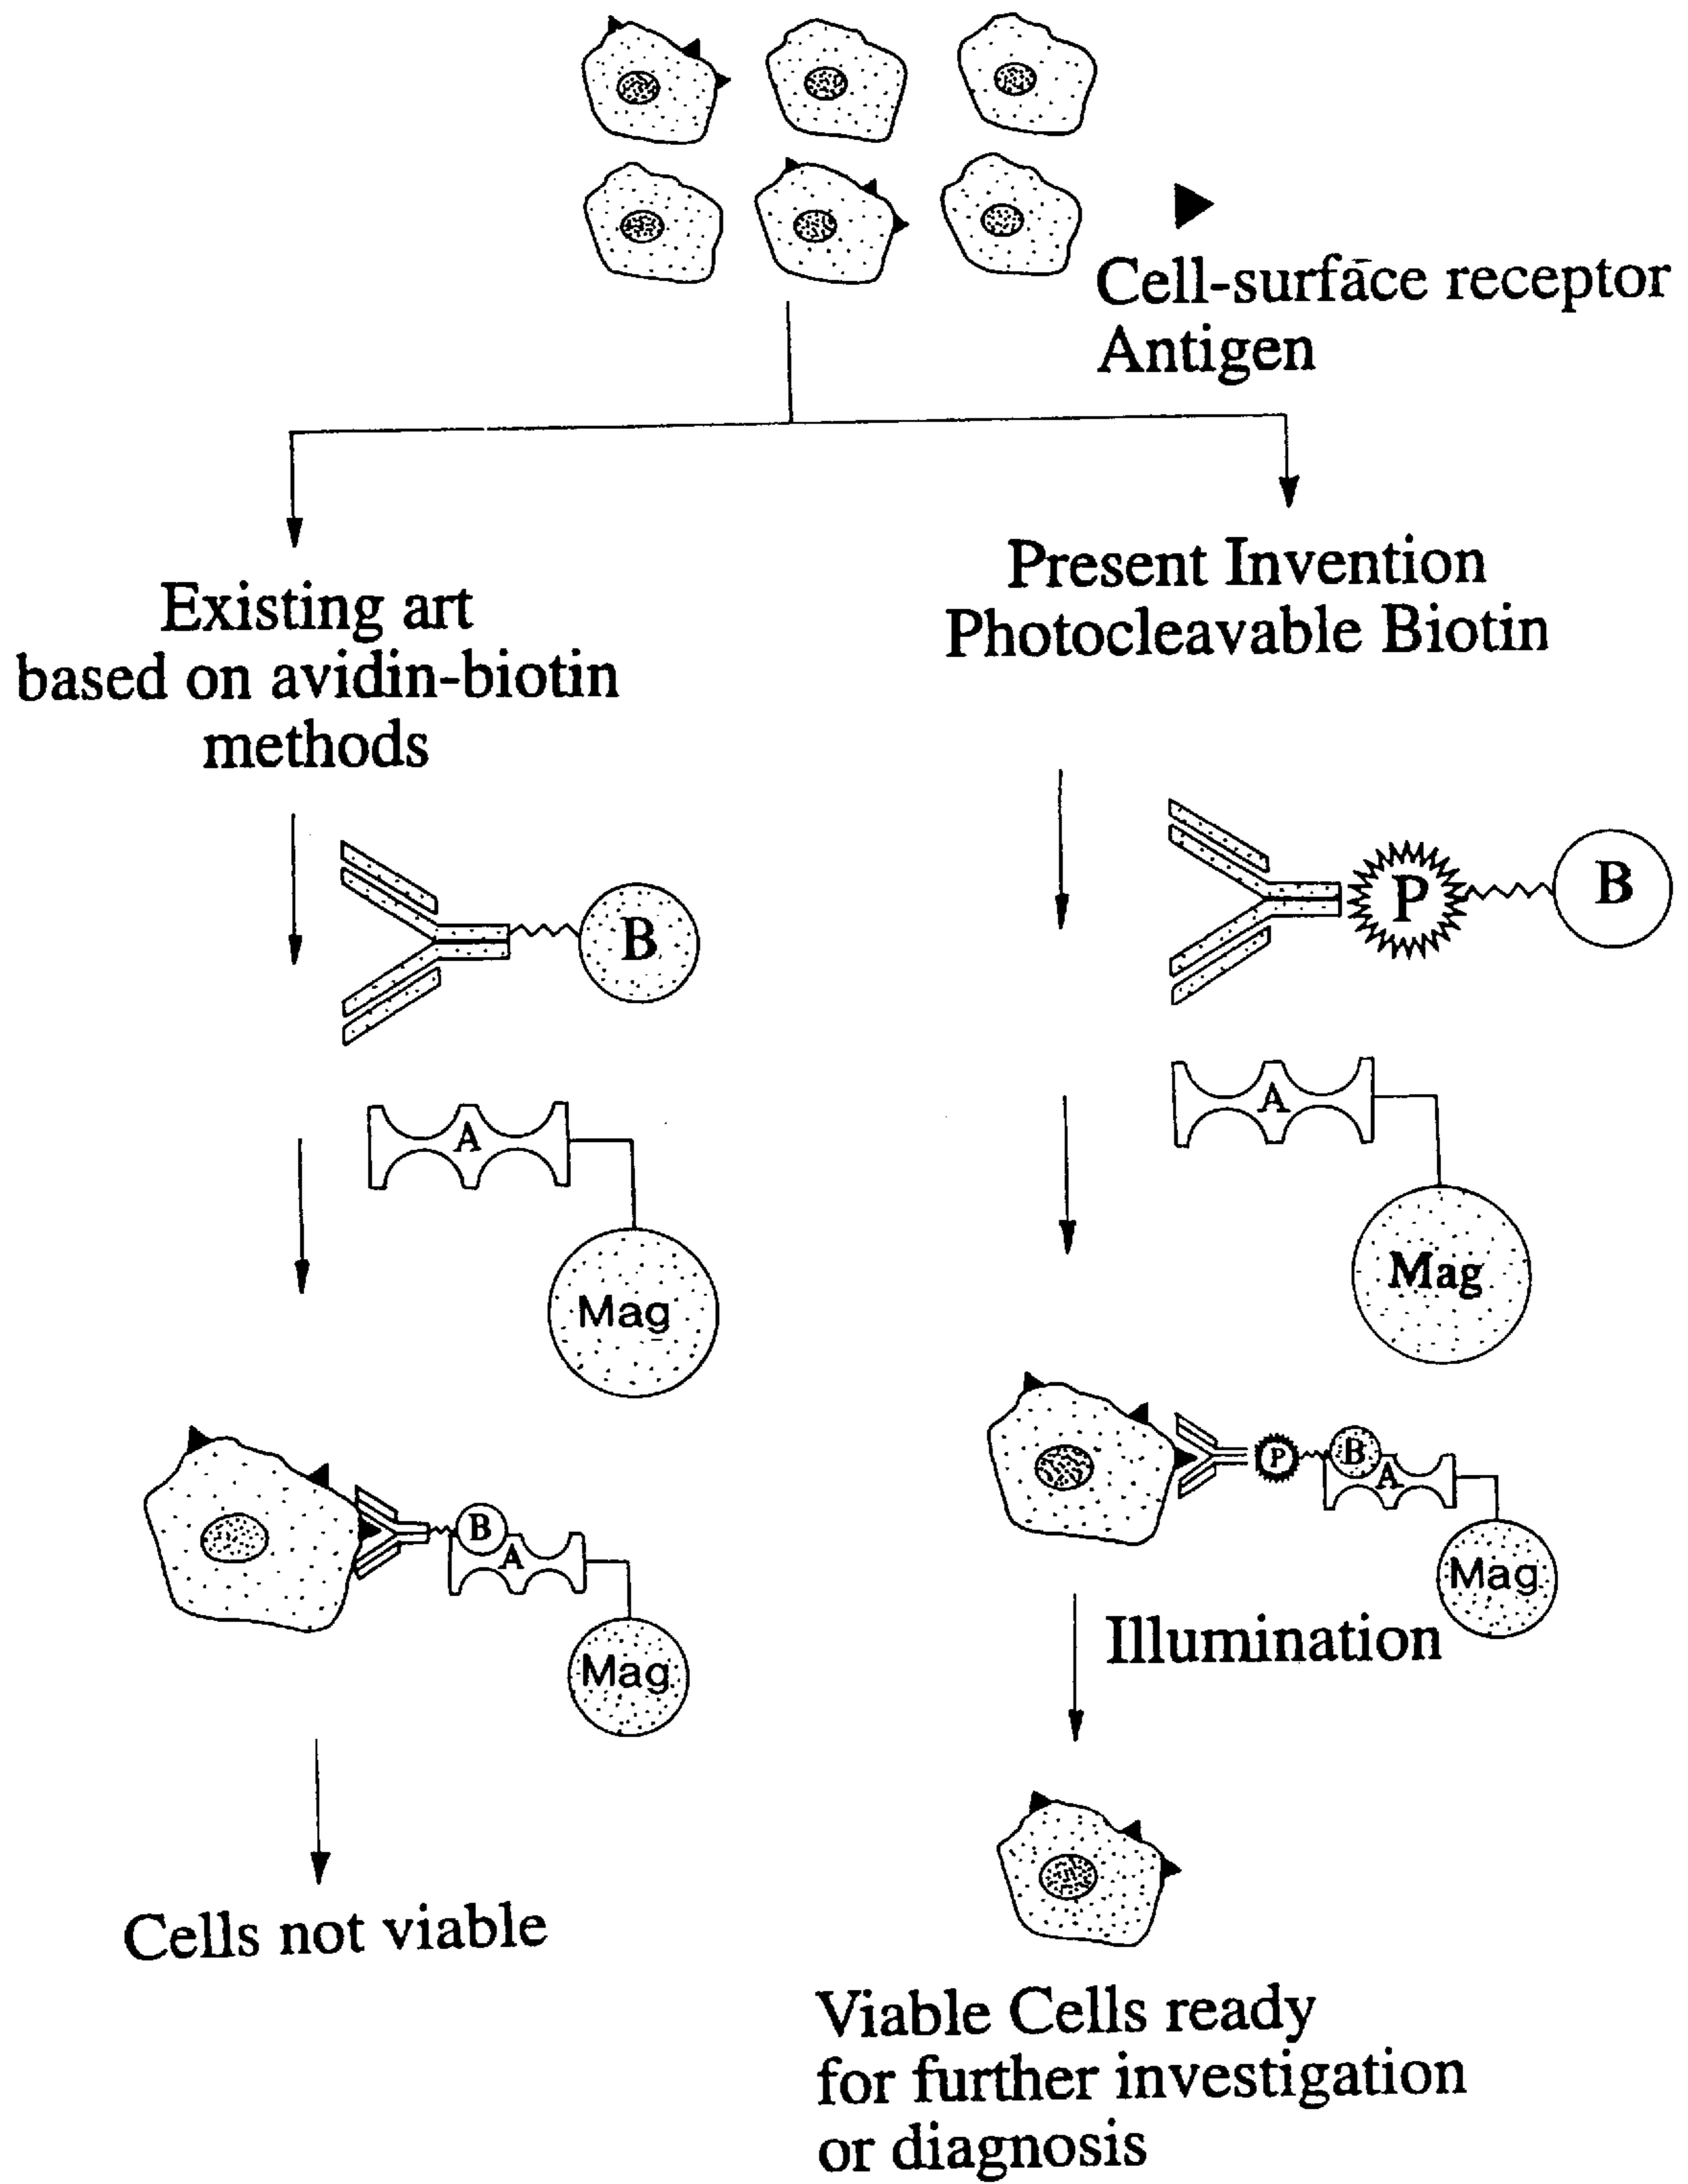 Cell-surface receptor
Antigen
Existing art
based on avidin-biotin
methods
Present Invention
Photocleavable Biotin
B
P
B
A
Mag
A
Mag
B
A
Mag
P
B
A
Mag
Illumination
Cells not viable
Viable Cells ready
for further investigation
or diagnosis